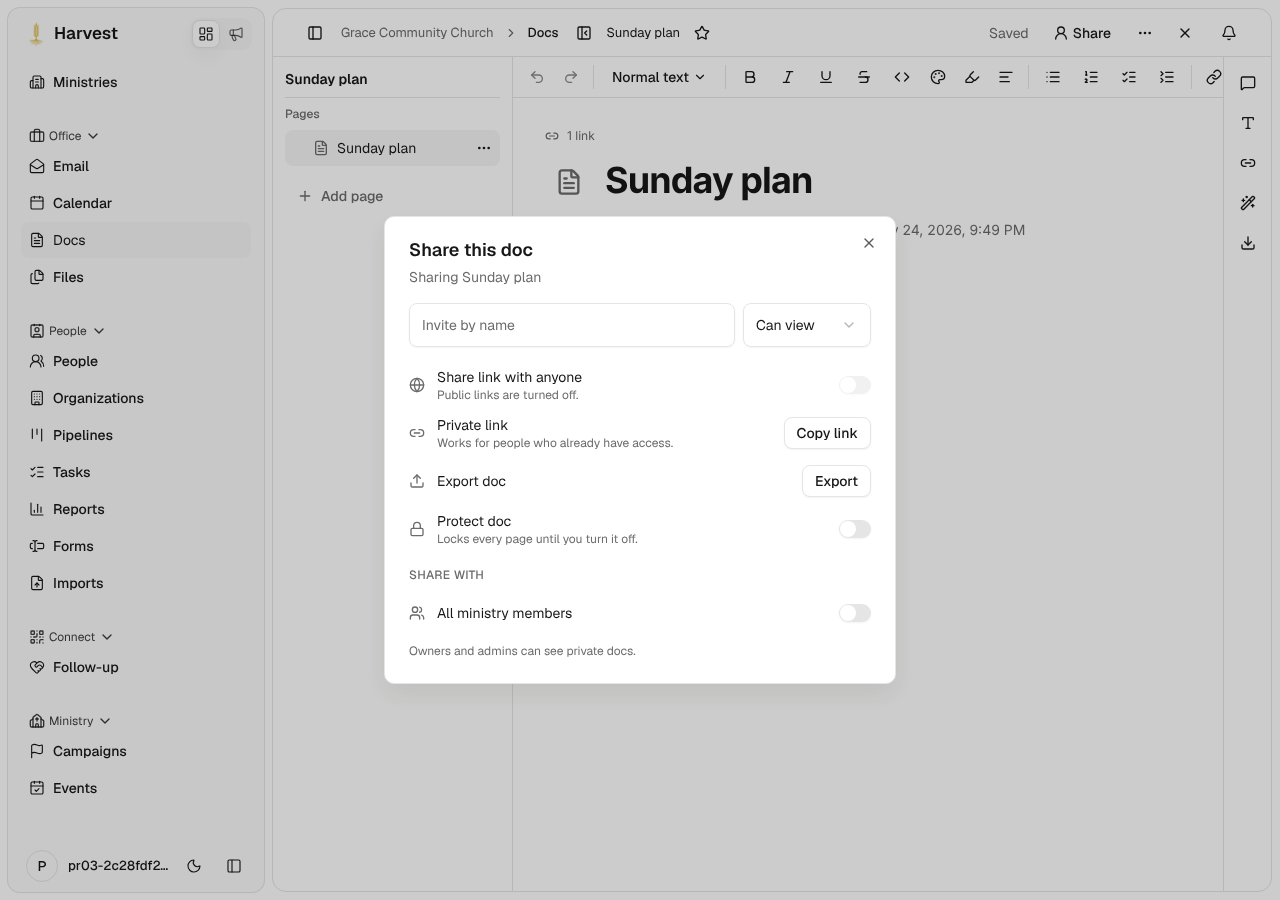 Harvest
Ministries
Office
Email
Calendar
Docs
Files
People
People
Organizations
Pipelines
Tasks
Reports
Forms
Imports
Connect
Follow-up
Ministry
Campaigns
Events
P pr03-2c28fdf2...
Grace Community Church > Docs Sunday plan
Saved Share
Sunday plan
Pages
Sunday plan
Add page
Normal text
1 link
Sunday plan
24, 2026, 9:49 PM
Share this doc
Sharing Sunday plan
Invite by name
Can view
Share link with anyone
Public links are turned off.
Private link
Works for people who already have access.
Copy link
Export doc
Export
Protect doc
Locks every page until you turn it off.
SHARE WITH
All ministry members
Owners and admins can see private docs.